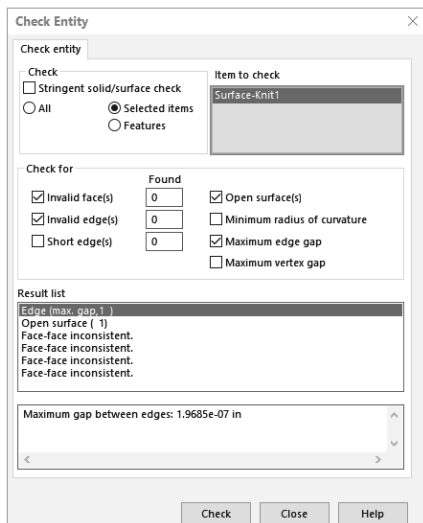 Check Entity
Check entity
Check
Stringent solid/surface check
All
Selected items
Features
Item to check
Surface-Knit1
Check for
Found
Invalid face(s) 0
Open surface(s)
Invalid edge(s) 0
Minimum radius of curvature
Short edge(s) 0
Maximum edge gap
Maximum vertex gap
Result list
Edge (max. gap,1 )
Open surface ( 1)
Face-face inconsistent.
Face-face inconsistent.
Face-face inconsistent.
Face-face inconsistent.
Maximum gap between edges: 1.9685e-07 in
Check Close Help